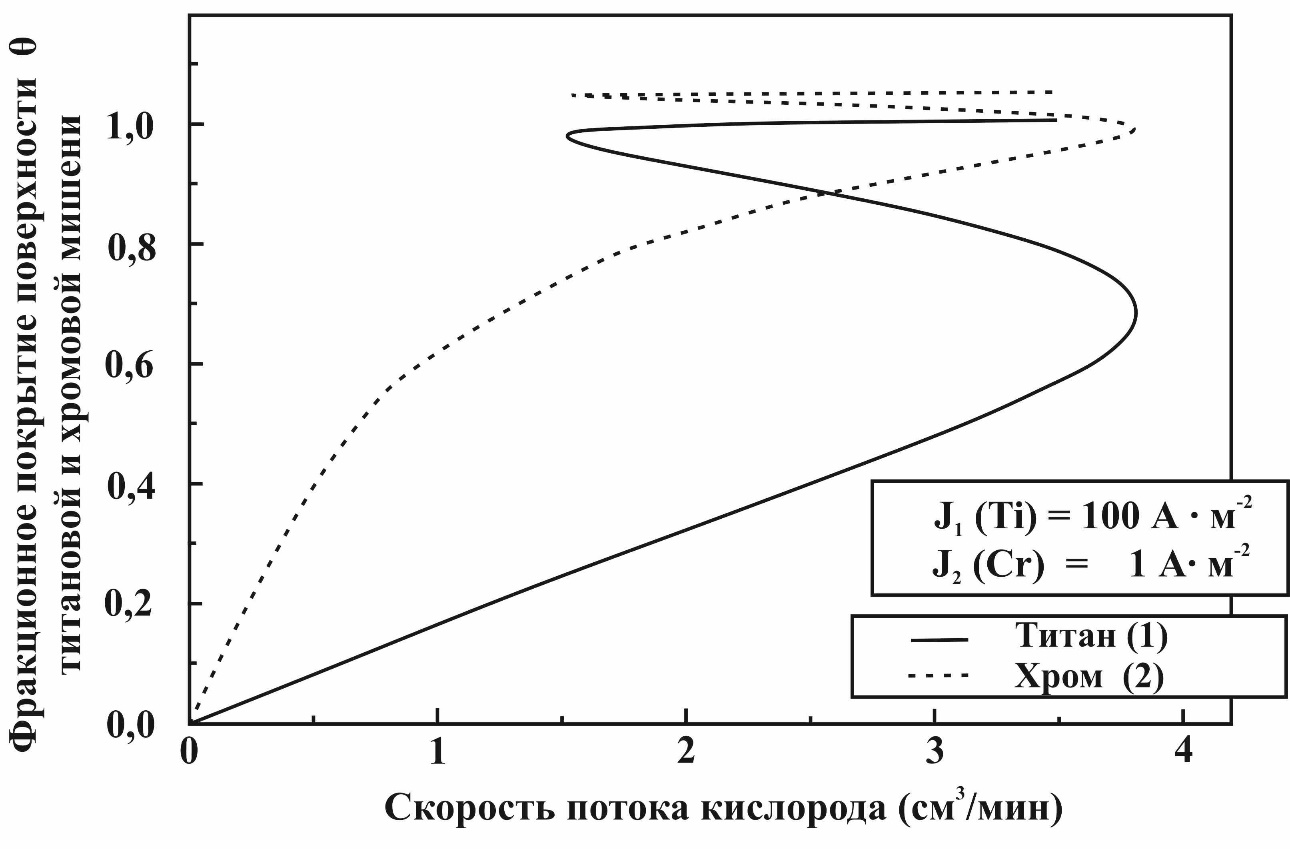 Фракционное покрытие поверхности θ
титановой и хромовой мишени
1,0
0,8
0,6
0,4
0,2
0,0
0 1 2 3 4
Скорость потока кислорода (см³/мин)
J₁ (Ti) = 100 А · м⁻²
J₂ (Cr) = 1 А· м⁻²
Титан (1)
Хром (2)